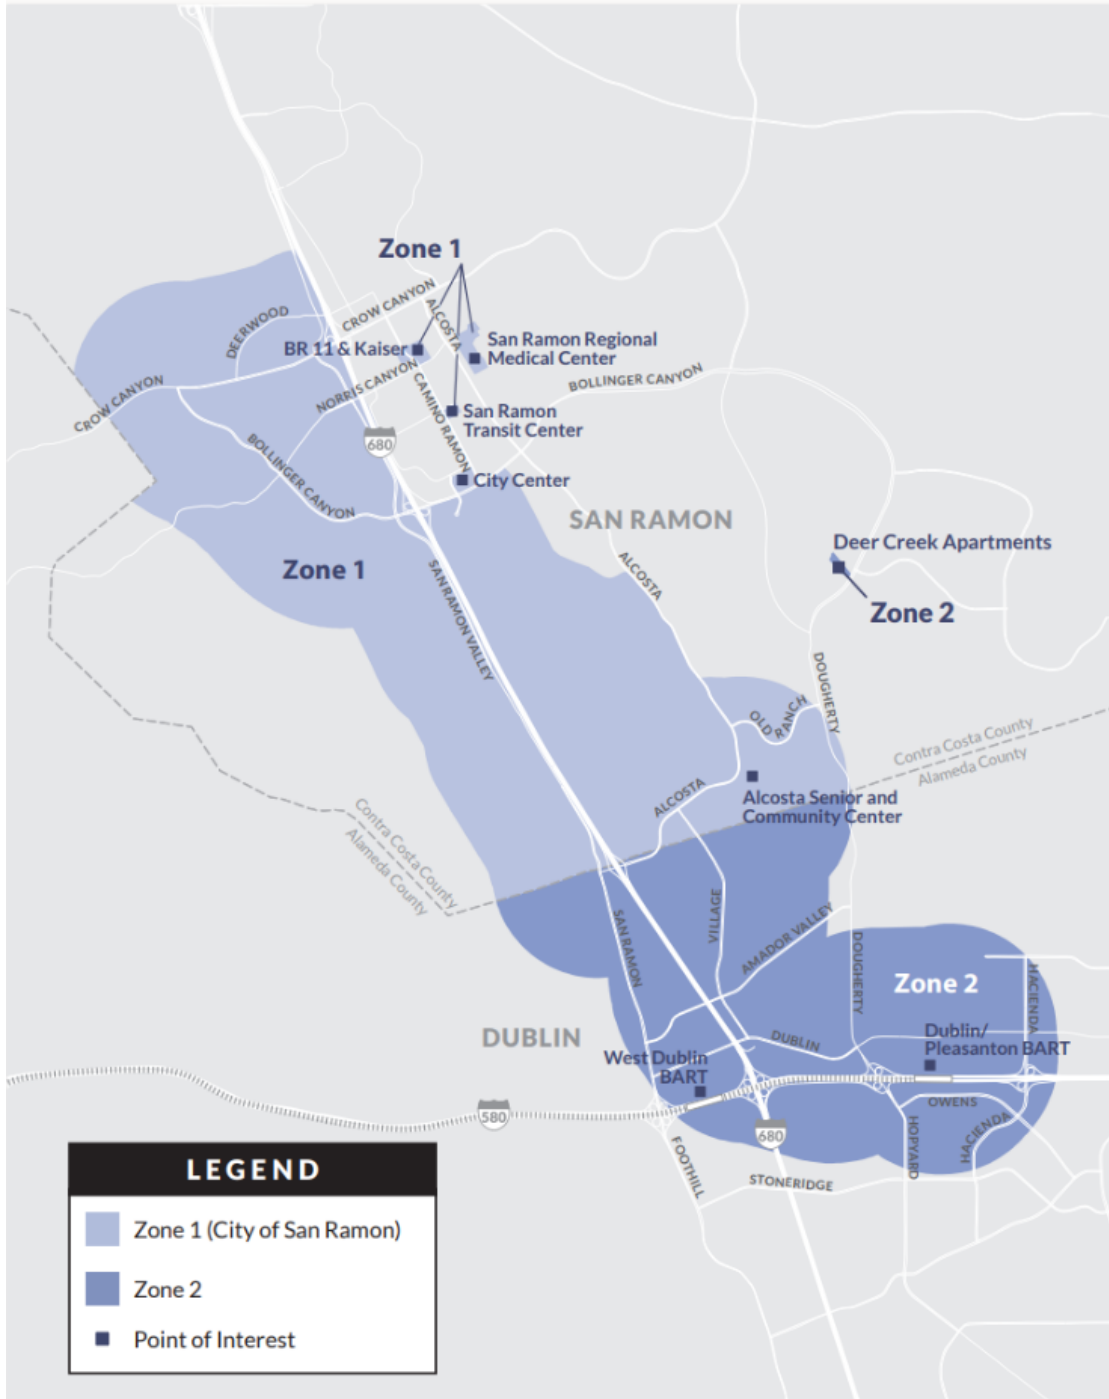 Zone 1
CROW CANYON
ALCOSTA
DEERWOOD
BR 11 & Kaiser
San Ramon Regional
Medical Center
NORRIS CANYON
CAMINO RAMON
BOLLINGER CANYON
CROW CANYON
San Ramon
Transit Center
680
BOLLINGER CANYON
City Center
SAN RAMON
Deer Creek Apartments
Zone 1
ALCOSTA
Zone 2
SAN RAMON VALLEY
DOUGHERTY
OLD RANCH
Contra Costa County
Alameda County
ALCOSTA
Alcosta Senior and
Community Center
Contra Costa County
Alameda County
VILLAGE
SAN RAMON
AMADOR VALLEY
DOUGHERTY
Zone 2
HACIENDA
DUBLIN
DUBLIN
Dublin/
Pleasanton BART
West Dublin
BART
OWENS
580
680
HOPYARD
HACIENDA
FOOTHILL
STONERIDGE
LEGEND
Zone 1 (City of San Ramon)
Zone 2
Point of Interest